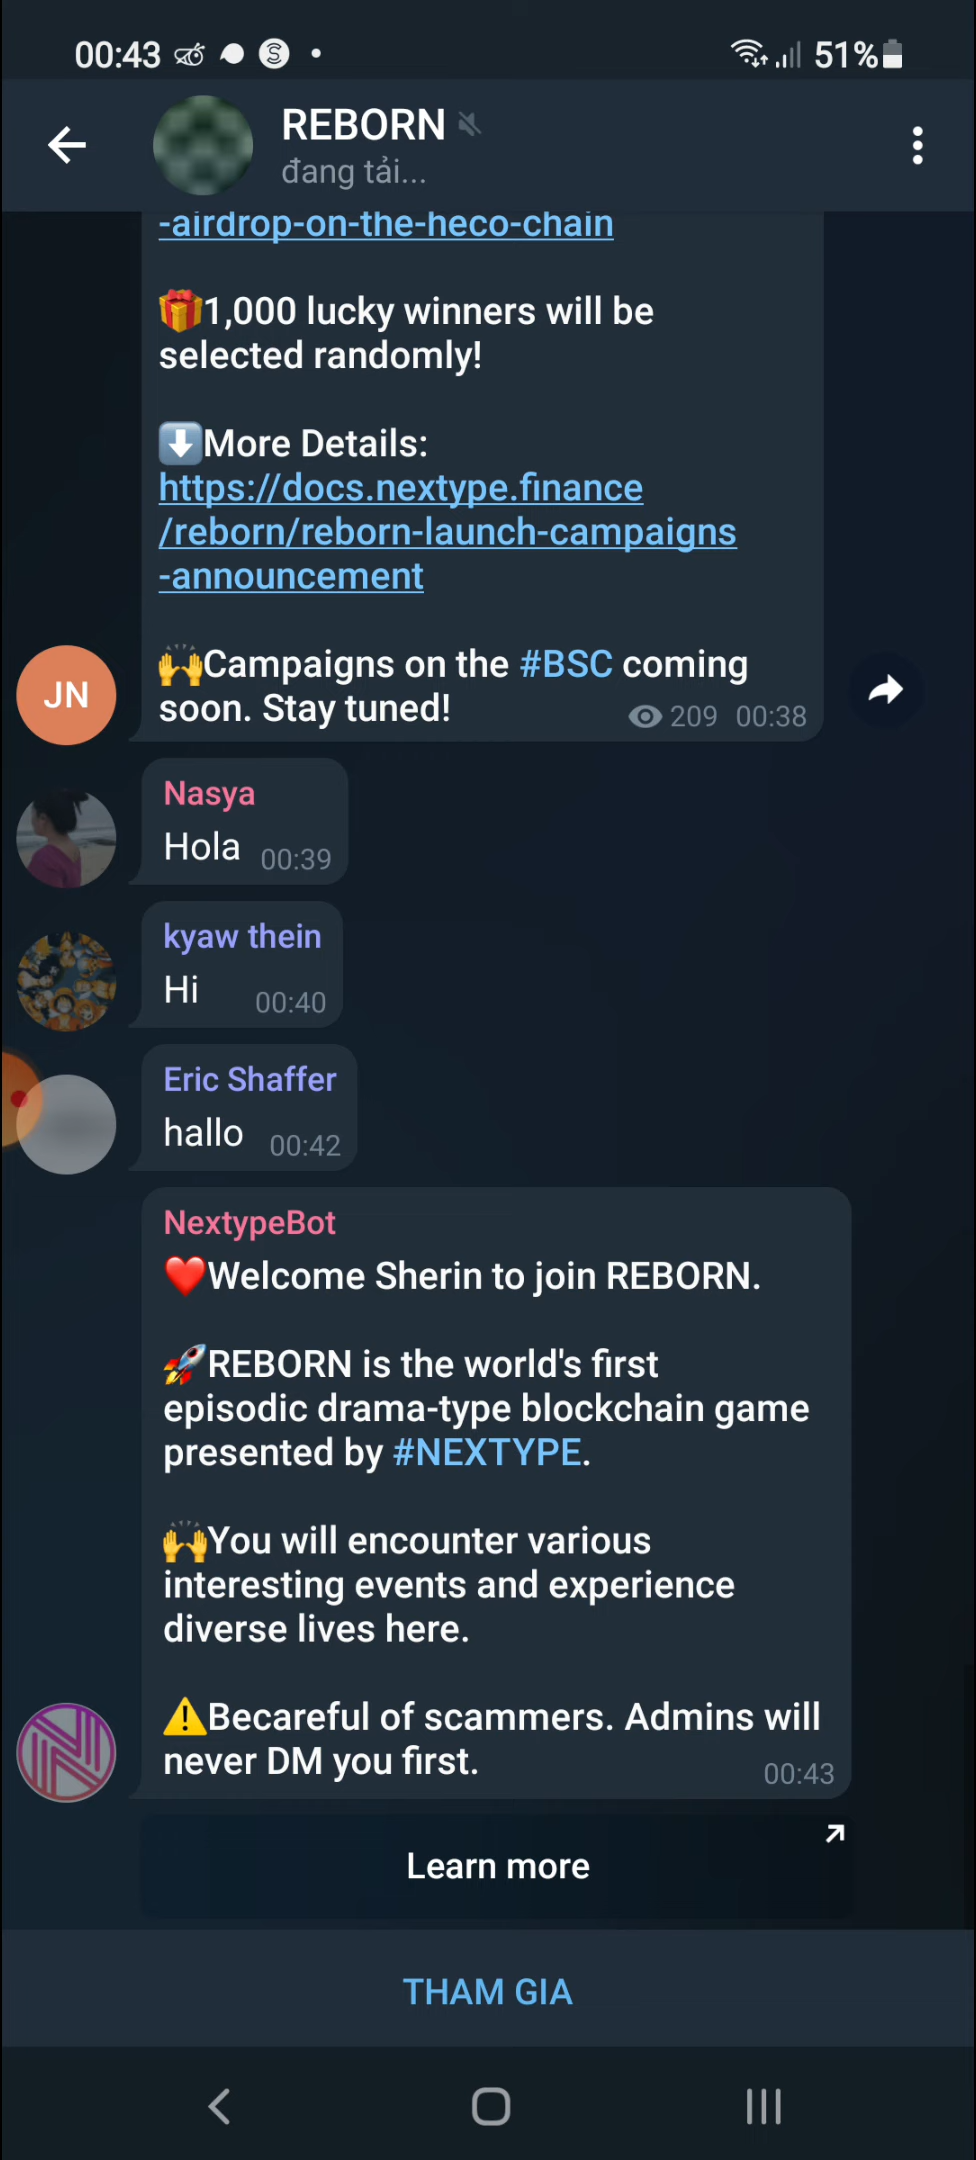 00:43
51%
REBORN
đang tải...
-airdrop-on-the-heco-chain
🎁1,000 lucky winners will be
selected randomly!
⬇️More Details:
https://docs.nextype.finance
/reborn/reborn-launch-campaigns
-announcement
🙌Campaigns on the #BSC coming
soon. Stay tuned!
209 00:38
JN
Nasya
Hola 00:39
kyaw thein
Hi 00:40
Eric Shaffer
hallo 00:42
NextypeBot
❤️Welcome Sherin to join REBORN.
🚀REBORN is the world's first
episodic drama-type blockchain game
presented by #NEXTYPE.
🙌You will encounter various
interesting events and experience
diverse lives here.
⚠️Becareful of scammers. Admins will
never DM you first.
00:43
Learn more
THAM GIA